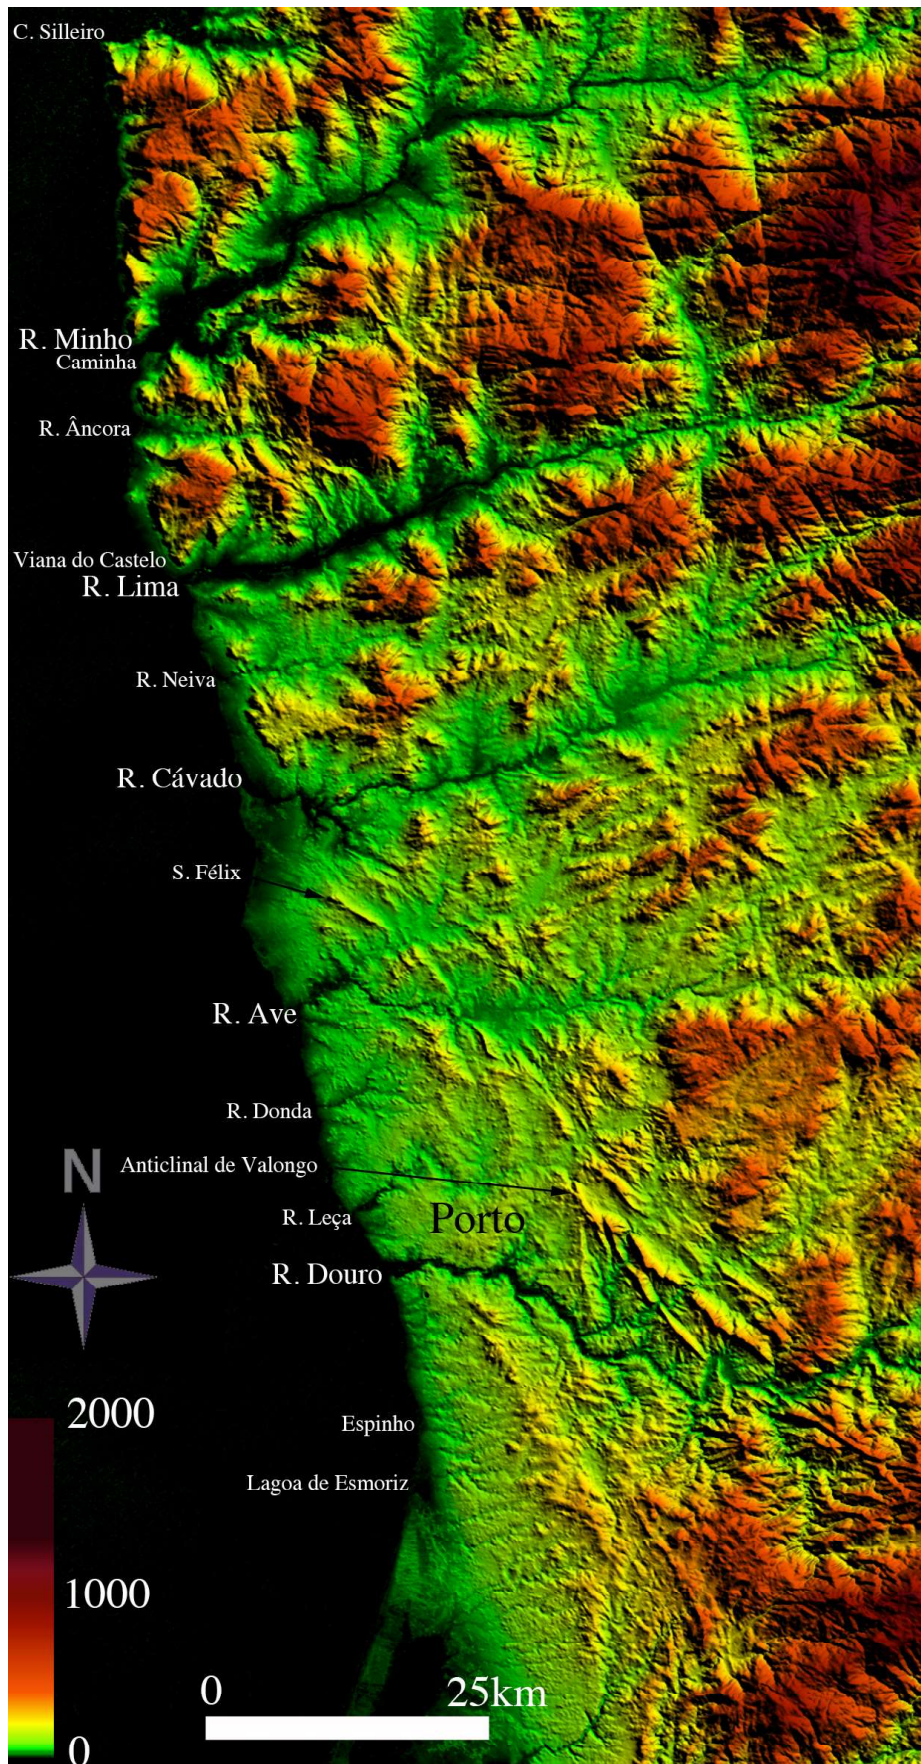 C. Silleiro
R. Minho
Caminha
R. Âncora
Viana do Castelo
R. Lima
R. Neiva
R. Cávado
S. Félix
R. Ave
R. Donda
Anticlinal de Valongo
N
R. Leça
Porto
R. Douro
2000
Espinho
Lagoa de Esmoriz
1000
0 25km
0